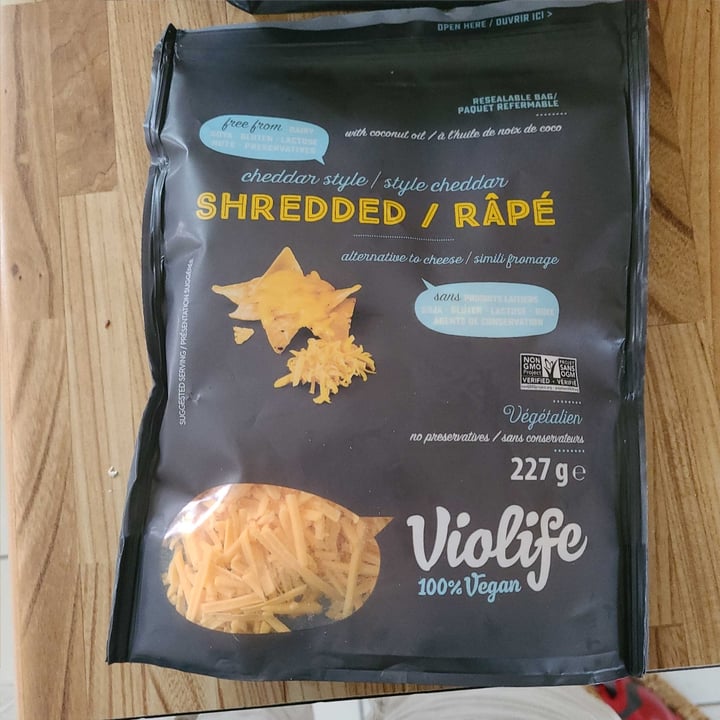 OPEN HERE / OUVRIR ICI >
RESEALABLE BAG/
PAQUET REFERMABLE
free from DAIRY
SOYA · GLUTEN · LACTOSE
NUTS · PRESERVATIVES
with coconut oil / à l'huile de noix de coco
cheddar style / style cheddar
SHREDDED / RÂPÉ
alternative to cheese / simili fromage
sans PRODUITS LAITIERS
SOJA · GLUTEN · LACTOSE · NOIX
AGENTS DE CONSERVATION
SUGGESTED SERVING / PRÉSENTATION SUGGÉRÉE
NON GMO Project VERIFIED
PROJET SANS OGM VÉRIFIÉ
Végétalien
no preservatives / sans conservateurs
227 g e
Violife
100% Vegan